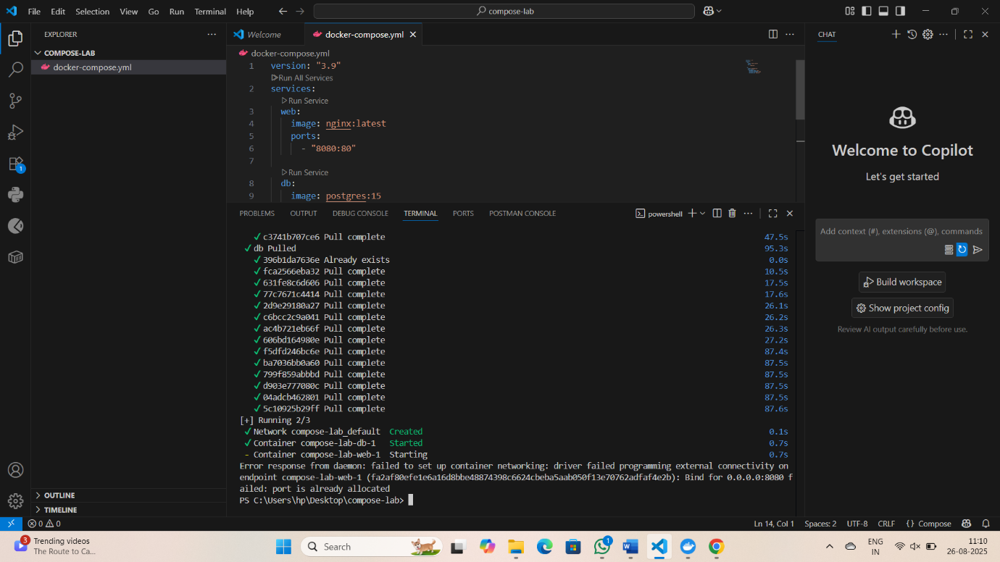 File Edit Selection View Go Run Terminal Help
compose-lab
EXPLORER
COMPOSE-LAB
docker-compose.yml
OUTLINE
TIMELINE
Welcome
docker-compose.yml
docker-compose.yml
1 version: "3.9"
Run All Services
2 services:
Run Service
3 web:
4 image: nginx:latest
5 ports:
6 - "8080:80"
7
Run Service
8 db:
9 image: postgres:15
PROBLEMS OUTPUT DEBUG CONSOLE TERMINAL PORTS POSTMAN CONSOLE
powershell
✓ c3741b707ce6 Pull complete 47.5s
✓ db Pulled 95.3s
✓ 396b1da7636e Already exists 0.0s
✓ fca2566eba32 Pull complete 10.5s
✓ 631fe8c6d606 Pull complete 17.5s
✓ 77c7671c4414 Pull complete 17.6s
✓ 2d9e29180a27 Pull complete 26.1s
✓ c6bcc2c9a041 Pull complete 26.2s
✓ ac4b721eb66f Pull complete 26.3s
✓ 606bd164980e Pull complete 27.2s
✓ f5dfd246bc6e Pull complete 87.4s
✓ ba7036bb0a60 Pull complete 87.5s
✓ 799f859abbbd Pull complete 87.5s
✓ d903e777080c Pull complete 87.5s
✓ 04adcb462801 Pull complete 87.5s
✓ 5c10925b29ff Pull complete 87.6s
[+] Running 2/3
✓ Network compose-lab_default Created 0.1s
✓ Container compose-lab-db-1 Started 0.7s
- Container compose-lab-web-1 Starting 0.7s
Error response from daemon: failed to set up container networking: driver failed programming external connectivity on
endpoint compose-lab-web-1 (fa2af80efe1e6a16d8bbe48874398c6624cbeba5aab050f13e70762adfaf4e2b): Bind for 0.0.0.0:8080 f
ailed: port is already allocated
PS C:\Users\hp\Desktop\compose-lab>
CHAT
Welcome to Copilot
Let's get started
Add context (#), extensions (@), commands
Build workspace
Show project config
Review AI output carefully before use.
1
0 0
Ln 14, Col 1 Spaces: 2 UTF-8 CRLF {} Compose
3
Trending videos
The Route to Ca...
Search
1
ENG
IN
11:10
26-08-2025